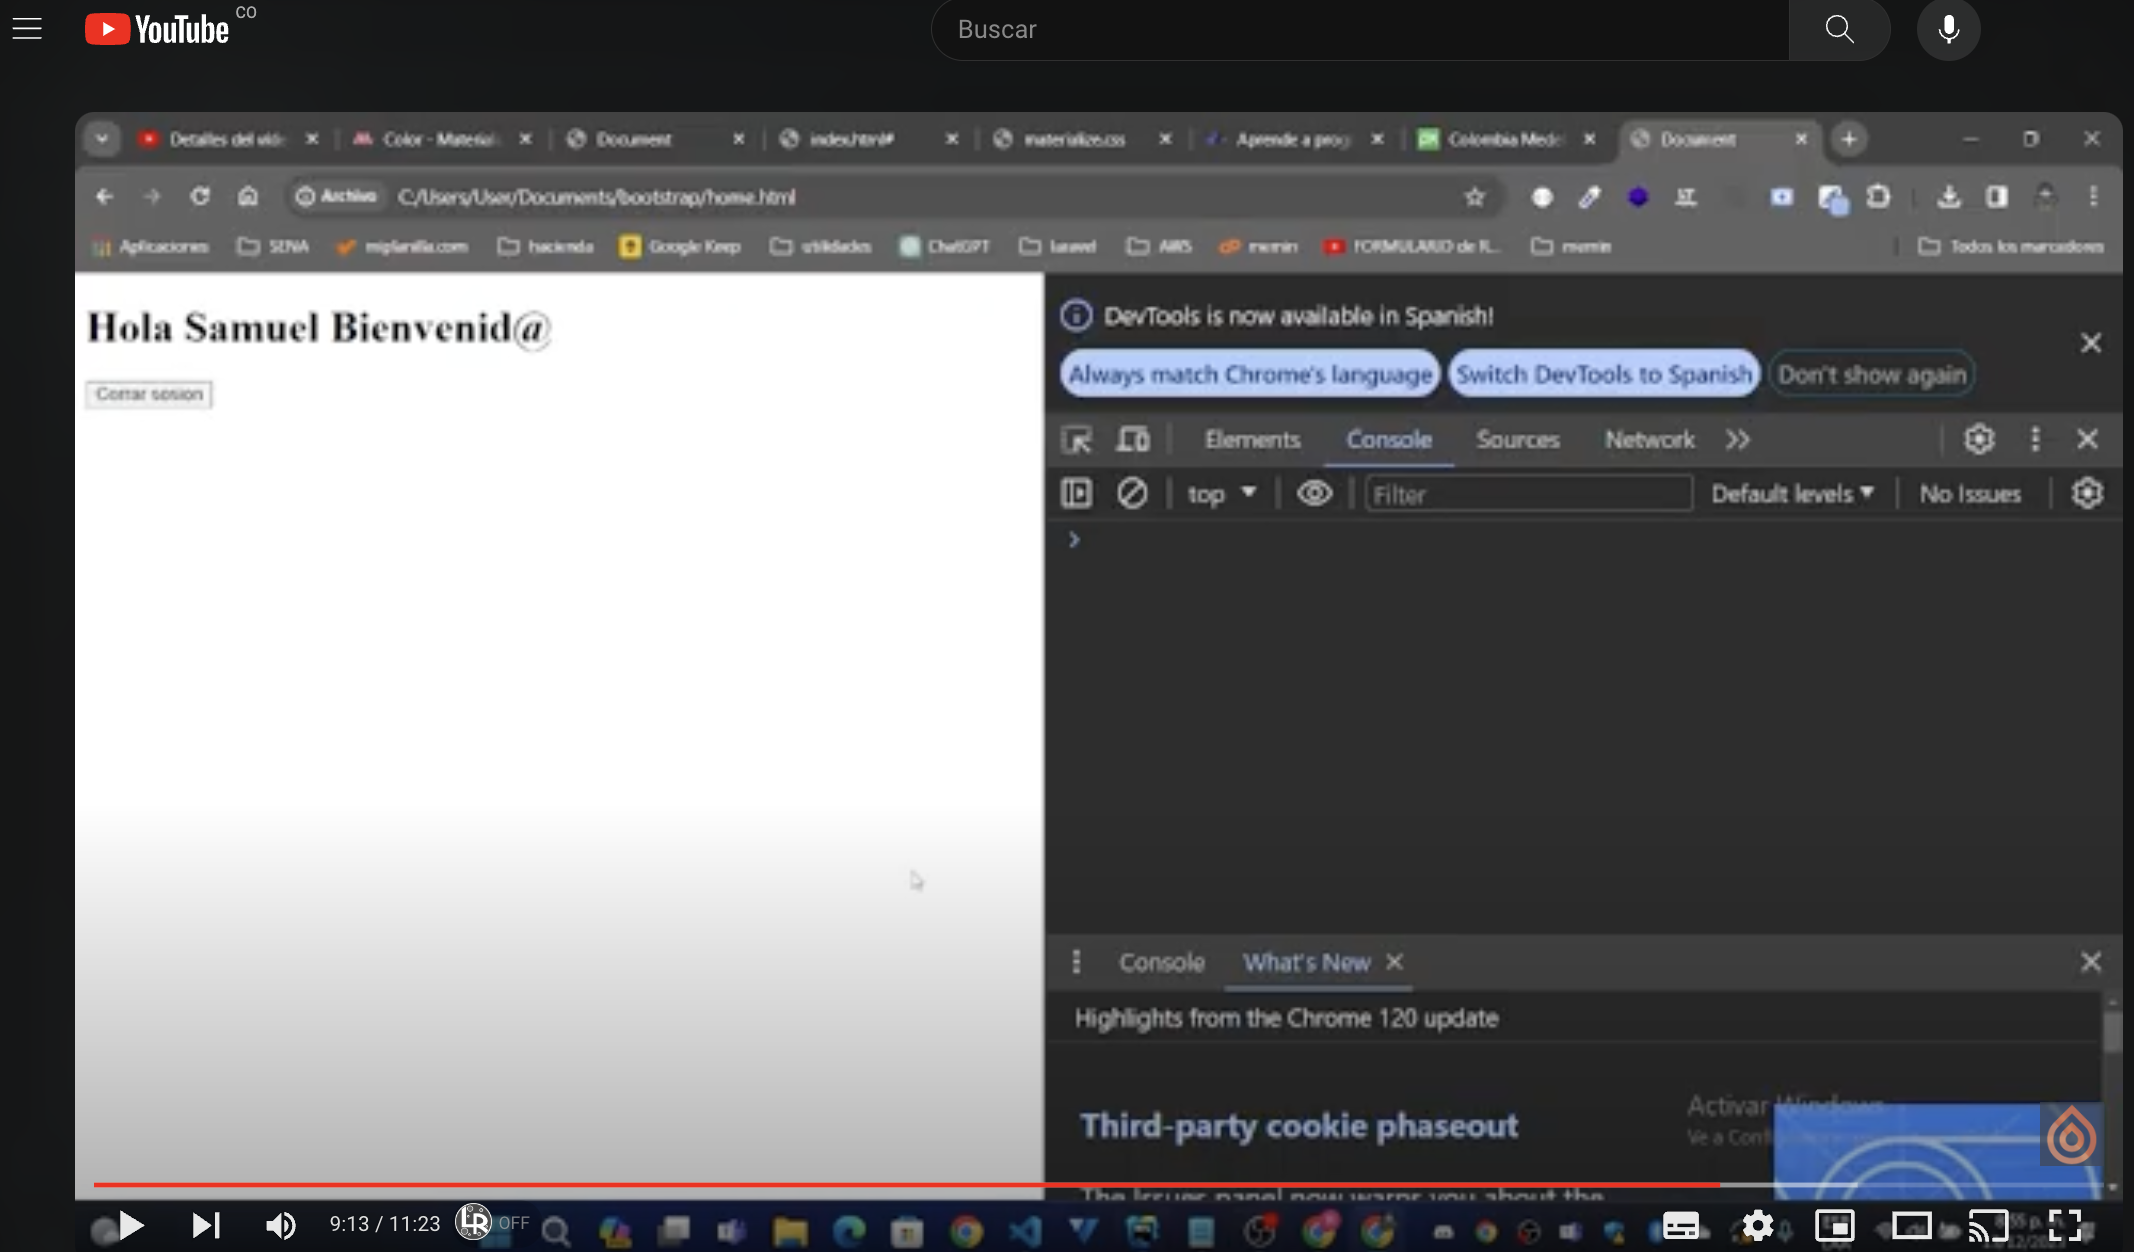 YouTube CO
Buscar
Detalles del víd
Color - Material
Document
index.html#
materialize.css
Aprende a prog
Colombia Mede
Document
Archivo C:/Users/User/Documents/bootstrap/home.html
Aplicaciones SENA miplanilla.com hacienda Google Keep utilidades ChatGPT laravel AWS memin FORMULARIO de R... memin Todos los marcadores
Hola Samuel Bienvenid@
Cerrar sesion
DevTools is now available in Spanish!
Always match Chrome's language Switch DevTools to Spanish Don't show again
Elements Console Sources Network
top Filter Default levels No Issues
Console What's New
Highlights from the Chrome 120 update
Third-party cookie phaseout
Activar Windows
The Issues panel now warns you about the
9:13 / 11:23 LR OFF